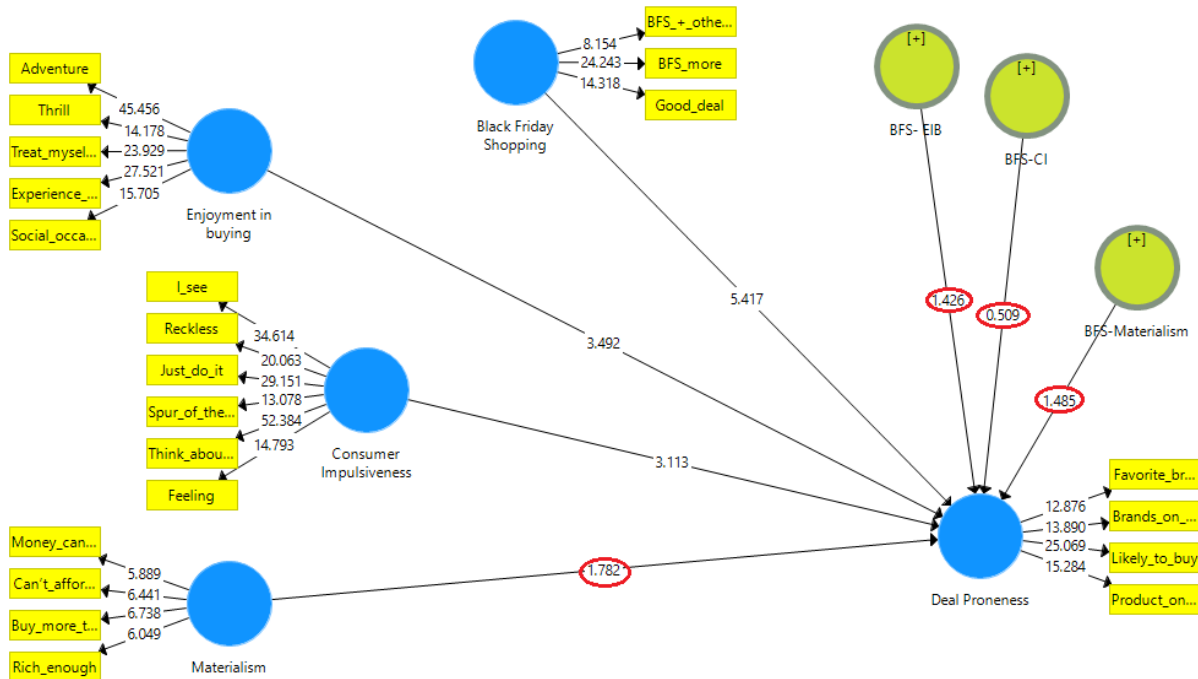 Adventure
Thrill
Treat_mysel...
Experience_...
Social_occa...
45.456
14.178
23.929
27.521
15.705
Enjoyment in
buying
BFS_+_othe...
BFS_more
Good_deal
8.154
24.243
14.318
Black Friday
Shopping
[+]
BFS- EIB
[+]
BFS-CI
[+]
BFS-Materialism
I_see
Reckless
Just_do_it
Spur_of_the...
Think_abou...
Feeling
34.614
20.063
29.151
13.078
52.384
14.793
Consumer
Impulsiveness
5.417
3.492
1.426
0.509
1.485
3.113
1.782
Money_can...
Can't_affor...
Buy_more_t...
Rich_enough
5.889
6.441
6.738
6.049
Materialism
Favorite_br...
Brands_on_...
Likely_to_buy
Product_on...
12.876
13.890
25.069
15.284
Deal Proneness